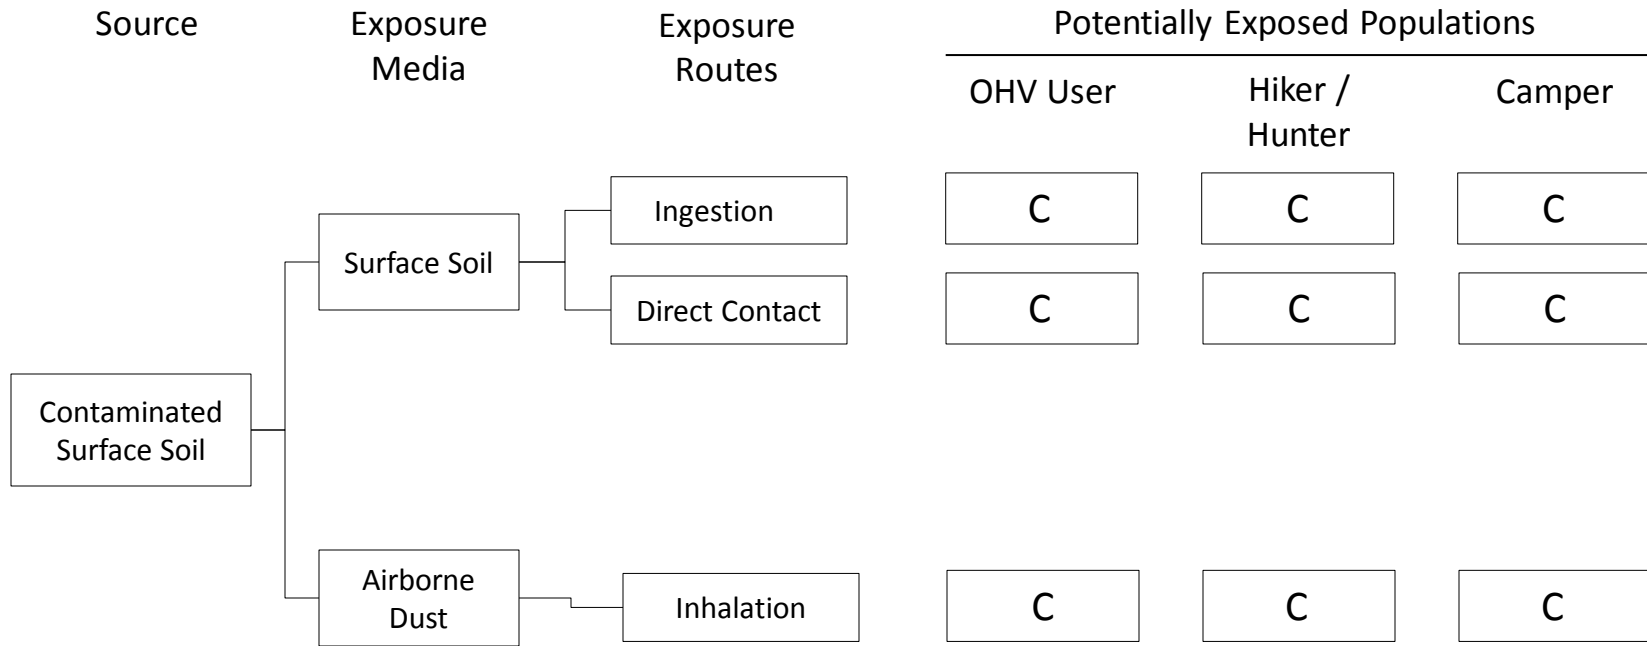 Source
Exposure
Media
Exposure
Routes
Potentially Exposed Populations
OHV User
Hiker /
Hunter
Camper
Ingestion
C
C
C
Surface Soil
Direct Contact
C
C
C
Contaminated
Surface Soil
Airborne
Dust
Inhalation
C
C
C